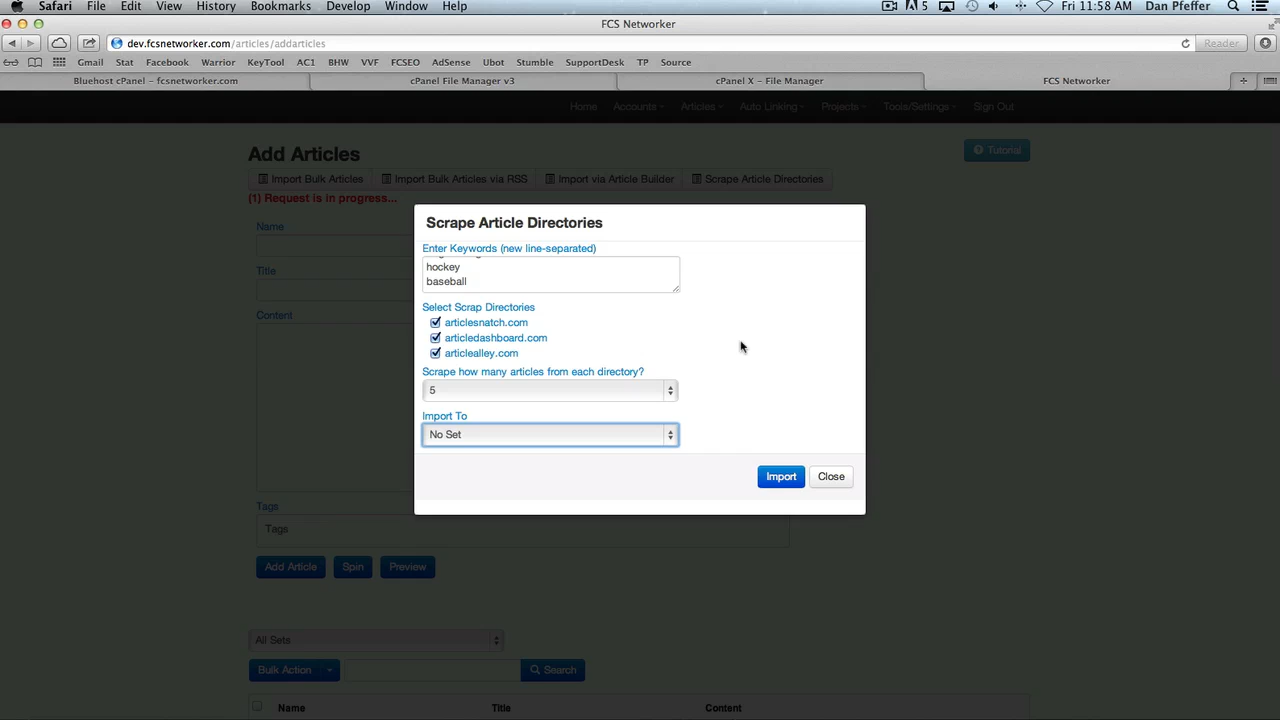 Safari File Edit View History Bookmarks Develop Window Help 5 Fri 11:58 AM Dan Pfeffer
FCS Networker
dev.fcsnetworker.com/articles/addarticles Reader
Gmail Stat Facebook Warrior KeyTool AC1 BHW VVF FCSEO AdSense Ubot Stumble SupportDesk TP Source
Bluehost cPanel – fcsnetworker.com cPanel File Manager v3 cPanel X – File Manager FCS Networker
Home Accounts Articles Auto Linking Projects Tools/Settings Sign Out
Add Articles
Tutorial
Import Bulk Articles Import Bulk Articles via RSS Import via Article Builder Scrape Article Directories
(1) Request is in progress...
Name
Title
Content
Scrape Article Directories
Enter Keywords (new line-separated)
hockey
baseball
Select Scrap Directories
articlesnatch.com
articledashboard.com
articlealley.com
Scrape how many articles from each directory?
5
Import To
No Set
Import Close
Tags
Tags
Add Article Spin Preview
All Sets
Bulk Action Search
Name Title Content